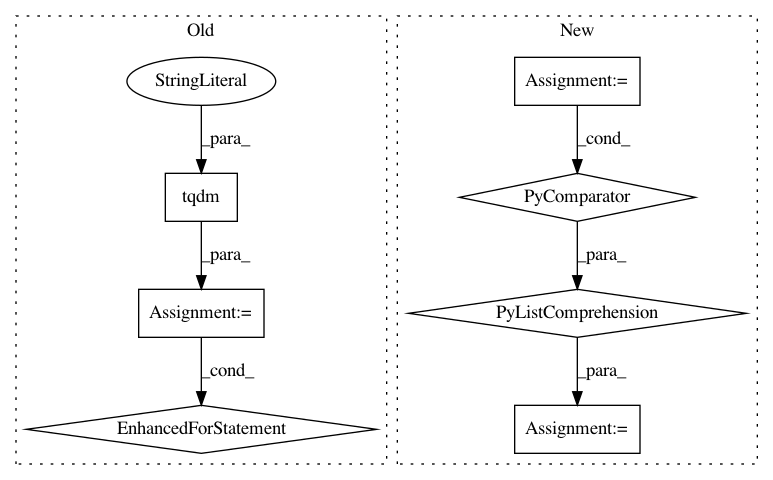 Old
StringLiteral
_para_
tqdm
_para_
Assignment:=
_cond_
EnhancedForStatement
New
Assignment:=
_cond_
PyComparator
_para_
PyListComprehension
_para_
Assignment:=